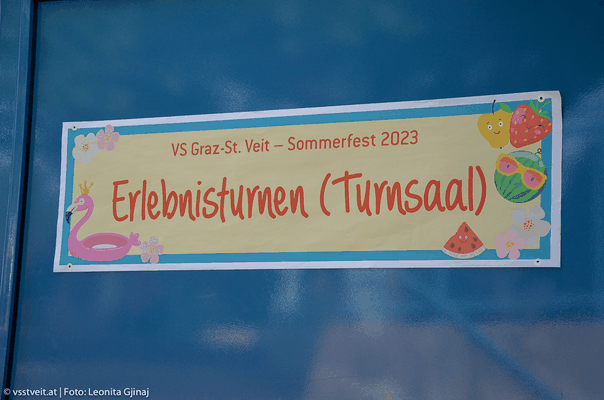 VS Graz-St. Veit – Sommerfest 2023
Erlebnisturnen (Turnsaal)
© vsstveit.at | Foto: Leonita Gjinaj